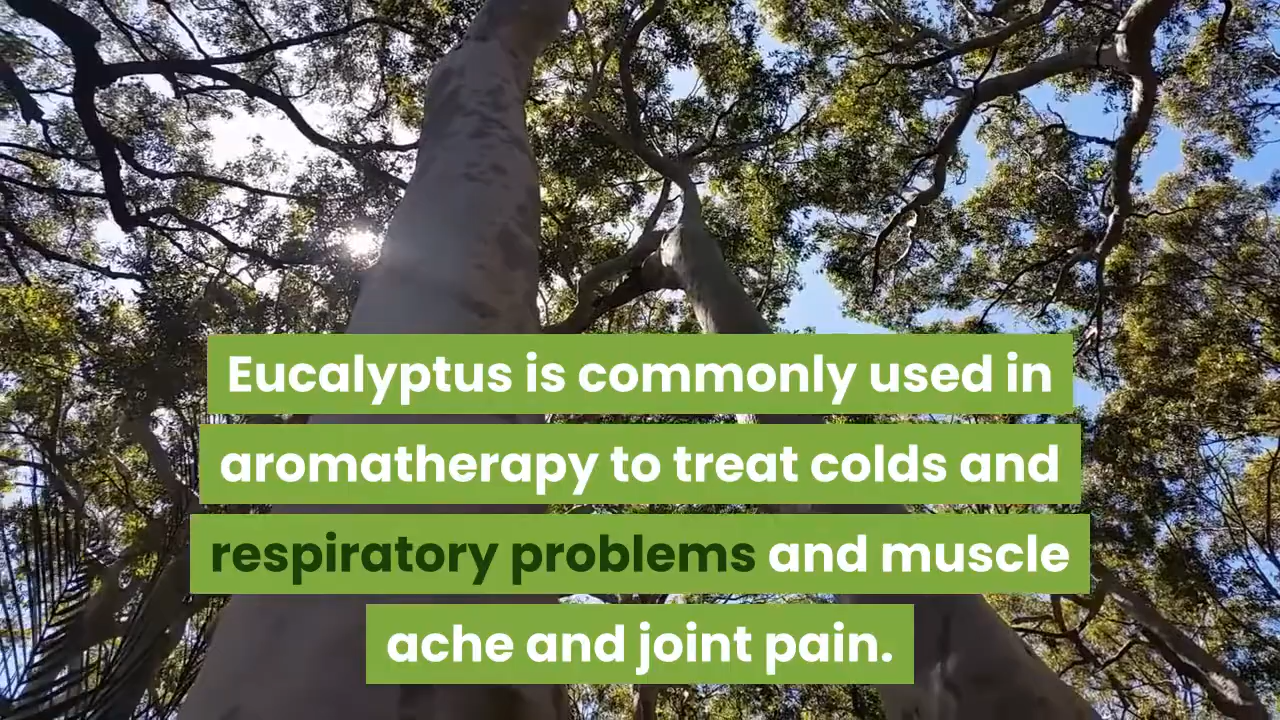 Eucalyptus is commonly used in
aromatherapy to treat colds and
respiratory problems and muscle
ache and joint pain.